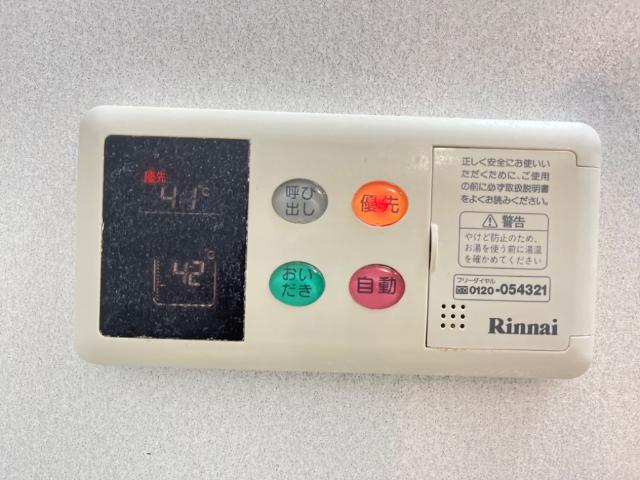 優先
41℃
42℃
呼び
出し
優先
おい
だき
自動
正しく安全にお使いい
ただくために、ご使用
の前に必ず取扱説明書
をよくお読みください。
⚠警告
やけど防止のため、
お湯を使う前に湯温
を確かめてください
フリーダイヤル
0120-054321
Rinnai